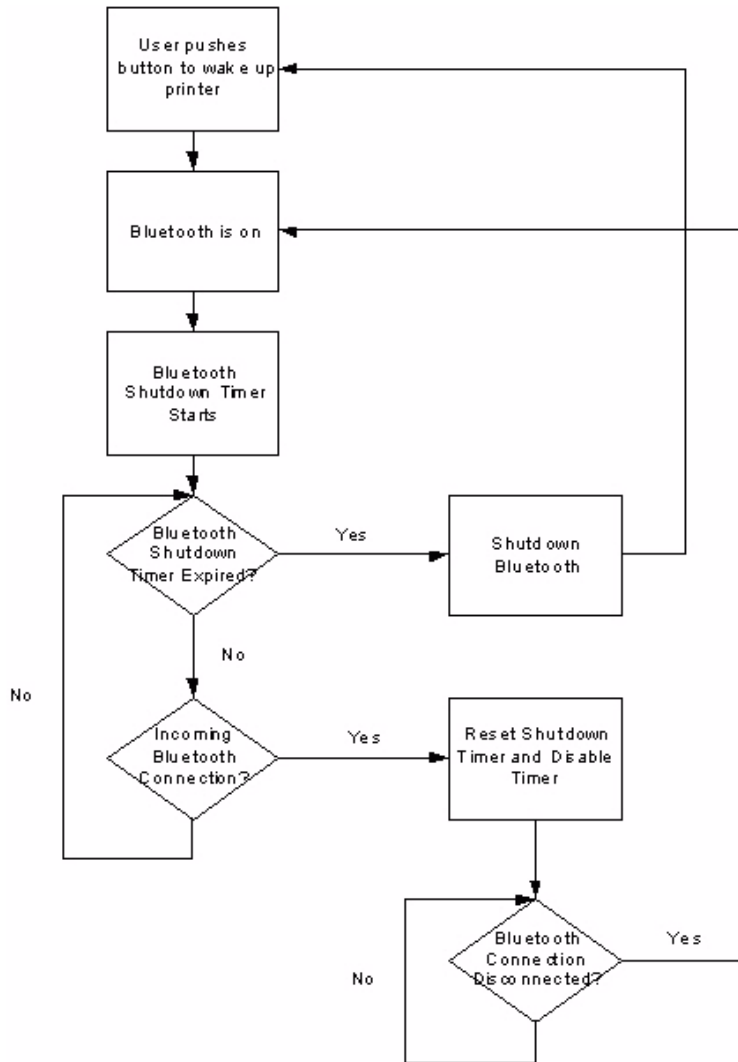 User pushes
button to wake up
printer
Bluetooth is on
Bluetooth
Shutdown Timer
Starts
Bluetooth
Shutdown
Timer Expired?
Yes
Shutdown
Bluetooth
No
No
Incoming
Bluetooth
Connection?
Yes
Reset Shutdown
Timer and Disable
Timer
Bluetooth
Connection
Disconnected?
Yes
No